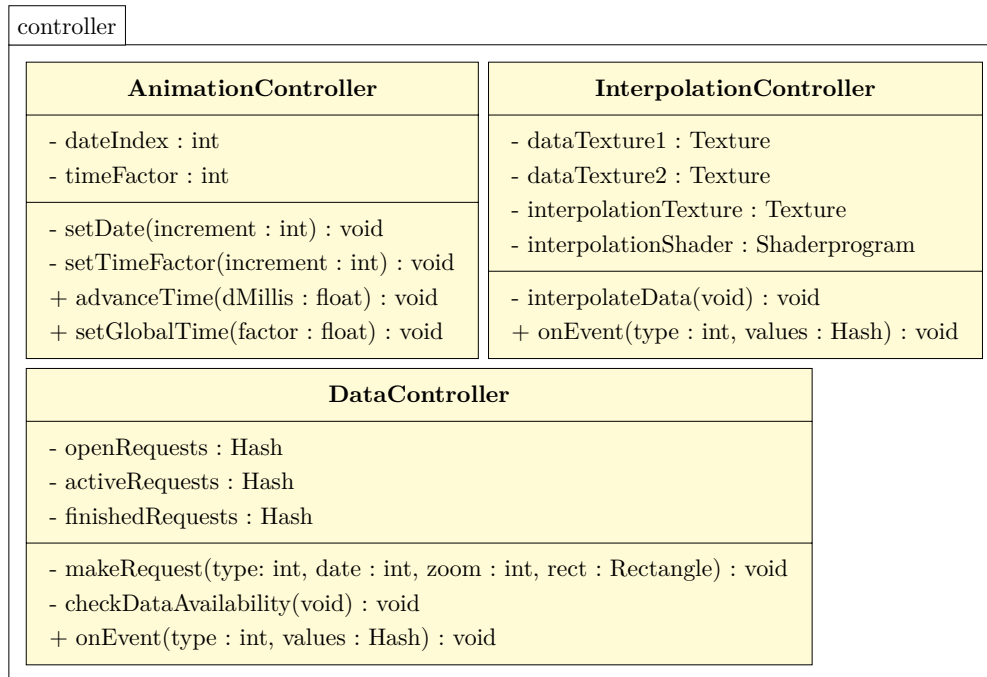 controller
AnimationController
- dateIndex : int
- timeFactor : int
- setDate(increment : int) : void
- setTimeFactor(increment : int) : void
+ advanceTime(dMillis : float) : void
+ setGlobalTime(factor : float) : void
InterpolationController
- dataTexture1 : Texture
- dataTexture2 : Texture
- interpolationTexture : Texture
- interpolationShader : Shaderprogram
- interpolateData(void) : void
+ onEvent(type : int, values : Hash) : void
DataController
- openRequests : Hash
- activeRequests : Hash
- finishedRequests : Hash
- makeRequest(type: int, date : int, zoom : int, rect : Rectangle) : void
- checkDataAvailability(void) : void
+ onEvent(type : int, values : Hash) : void